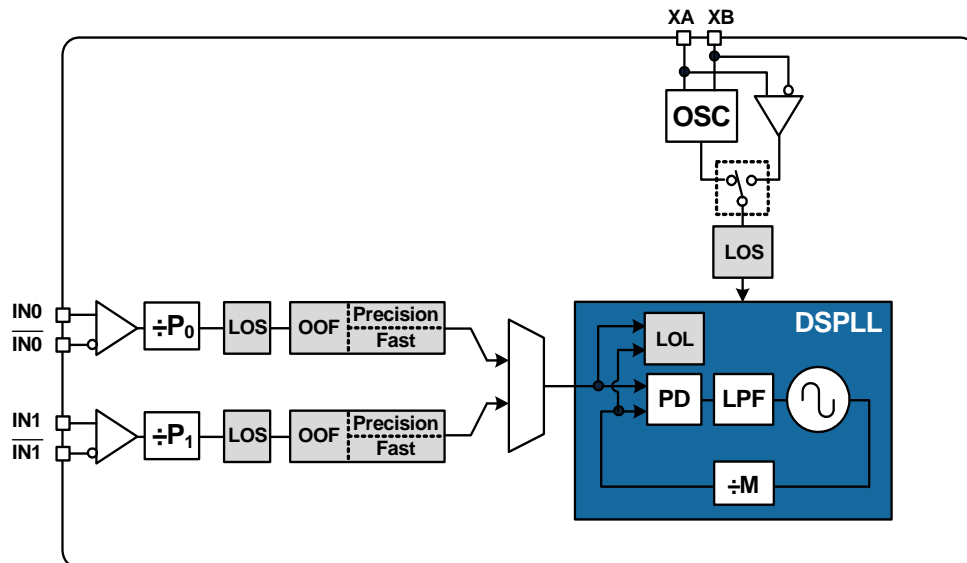 XA XB
OSC
LOS
DSPLL
IN0
IN0
÷P0
LOS
OOF
Precision
Fast
LOL
PD
LPF
IN1
IN1
÷P1
LOS
OOF
Precision
Fast
÷M